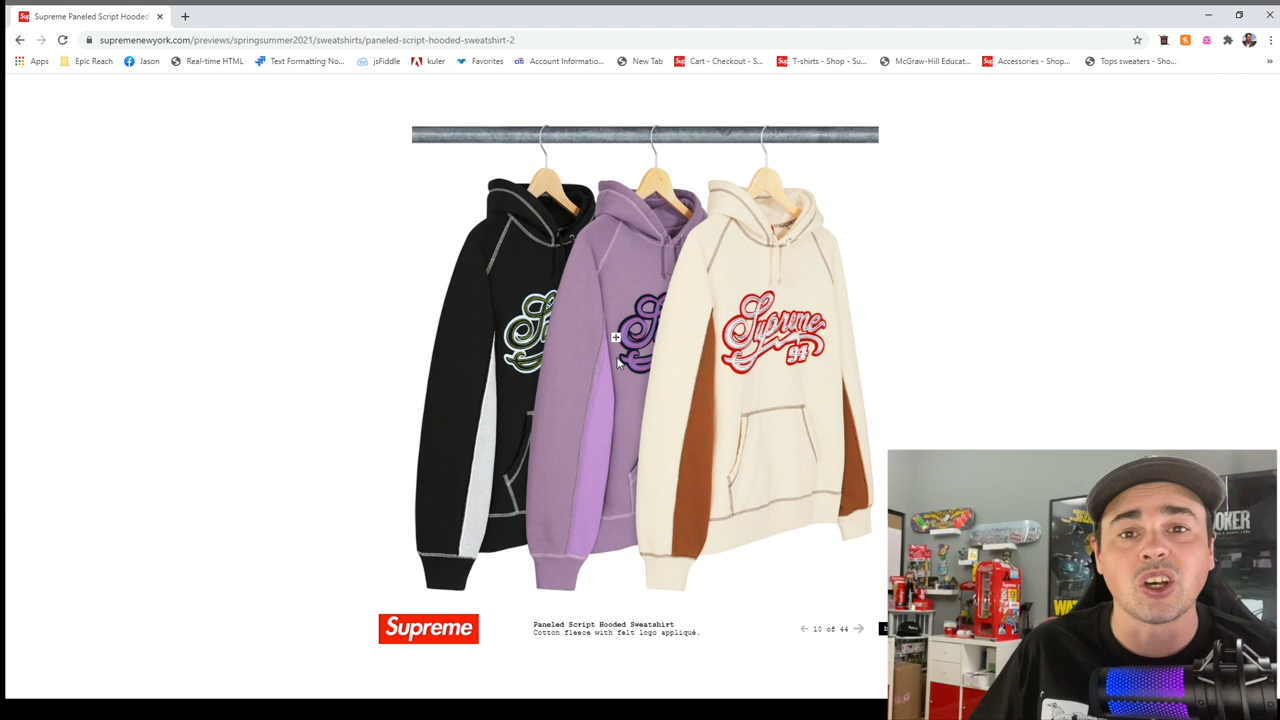 Supreme Paneled Script Hooded
supremenewyork.com/previews/springsummer2021/sweatshirts/paneled-script-hooded-sweatshirt-2
Apps Epic Reach Jason Real-time HTML Text Formatting No... jsFiddle kuler Favorites Account Informatio... New Tab Cart - Checkout - S... T-shirts - Shop - Su... McGraw-Hill Educat... Accessories - Shop... Tops sweaters - Sho...
Supreme
94
Supreme
Paneled Script Hooded Sweatshirt
Cotton fleece with felt logo appliqué.
10 of 44